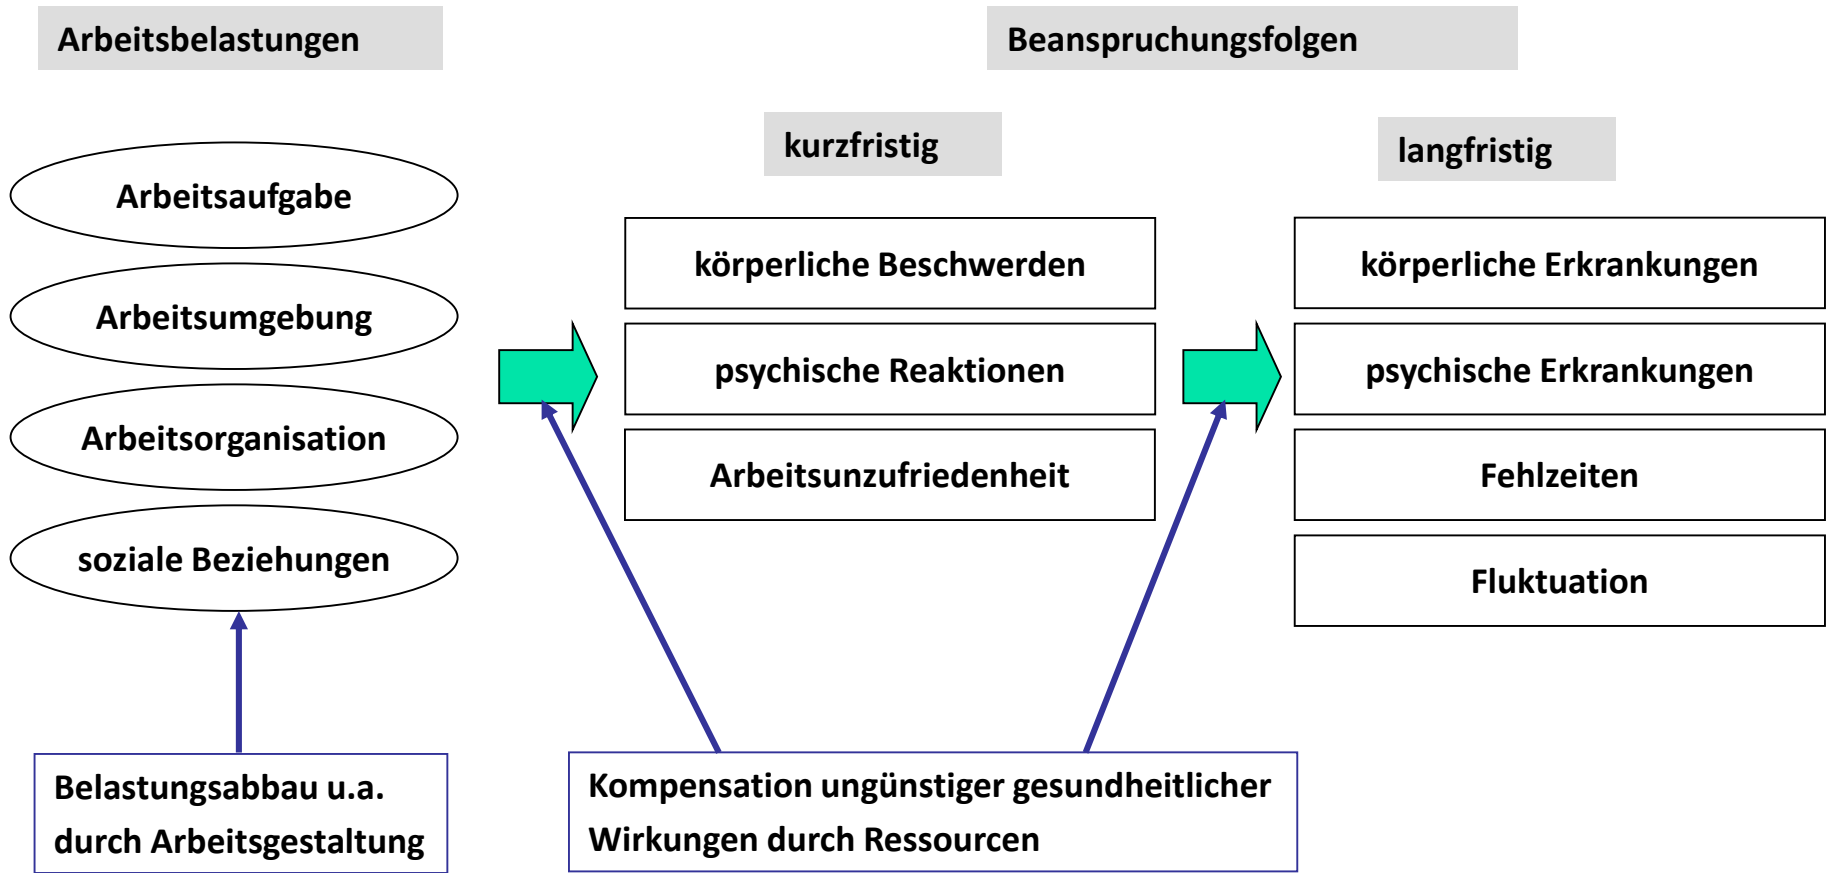 Arbeitsbelastungen
Beanspruchungsfolgen
kurzfristig
langfristig
Arbeitsaufgabe
Arbeitsumgebung
Arbeitsorganisation
soziale Beziehungen
körperliche Beschwerden
psychische Reaktionen
Arbeitsunzufriedenheit
körperliche Erkrankungen
psychische Erkrankungen
Fehlzeiten
Fluktuation
Belastungsabbau u.a.
durch Arbeitsgestaltung
Kompensation ungünstiger gesundheitlicher
Wirkungen durch Ressourcen